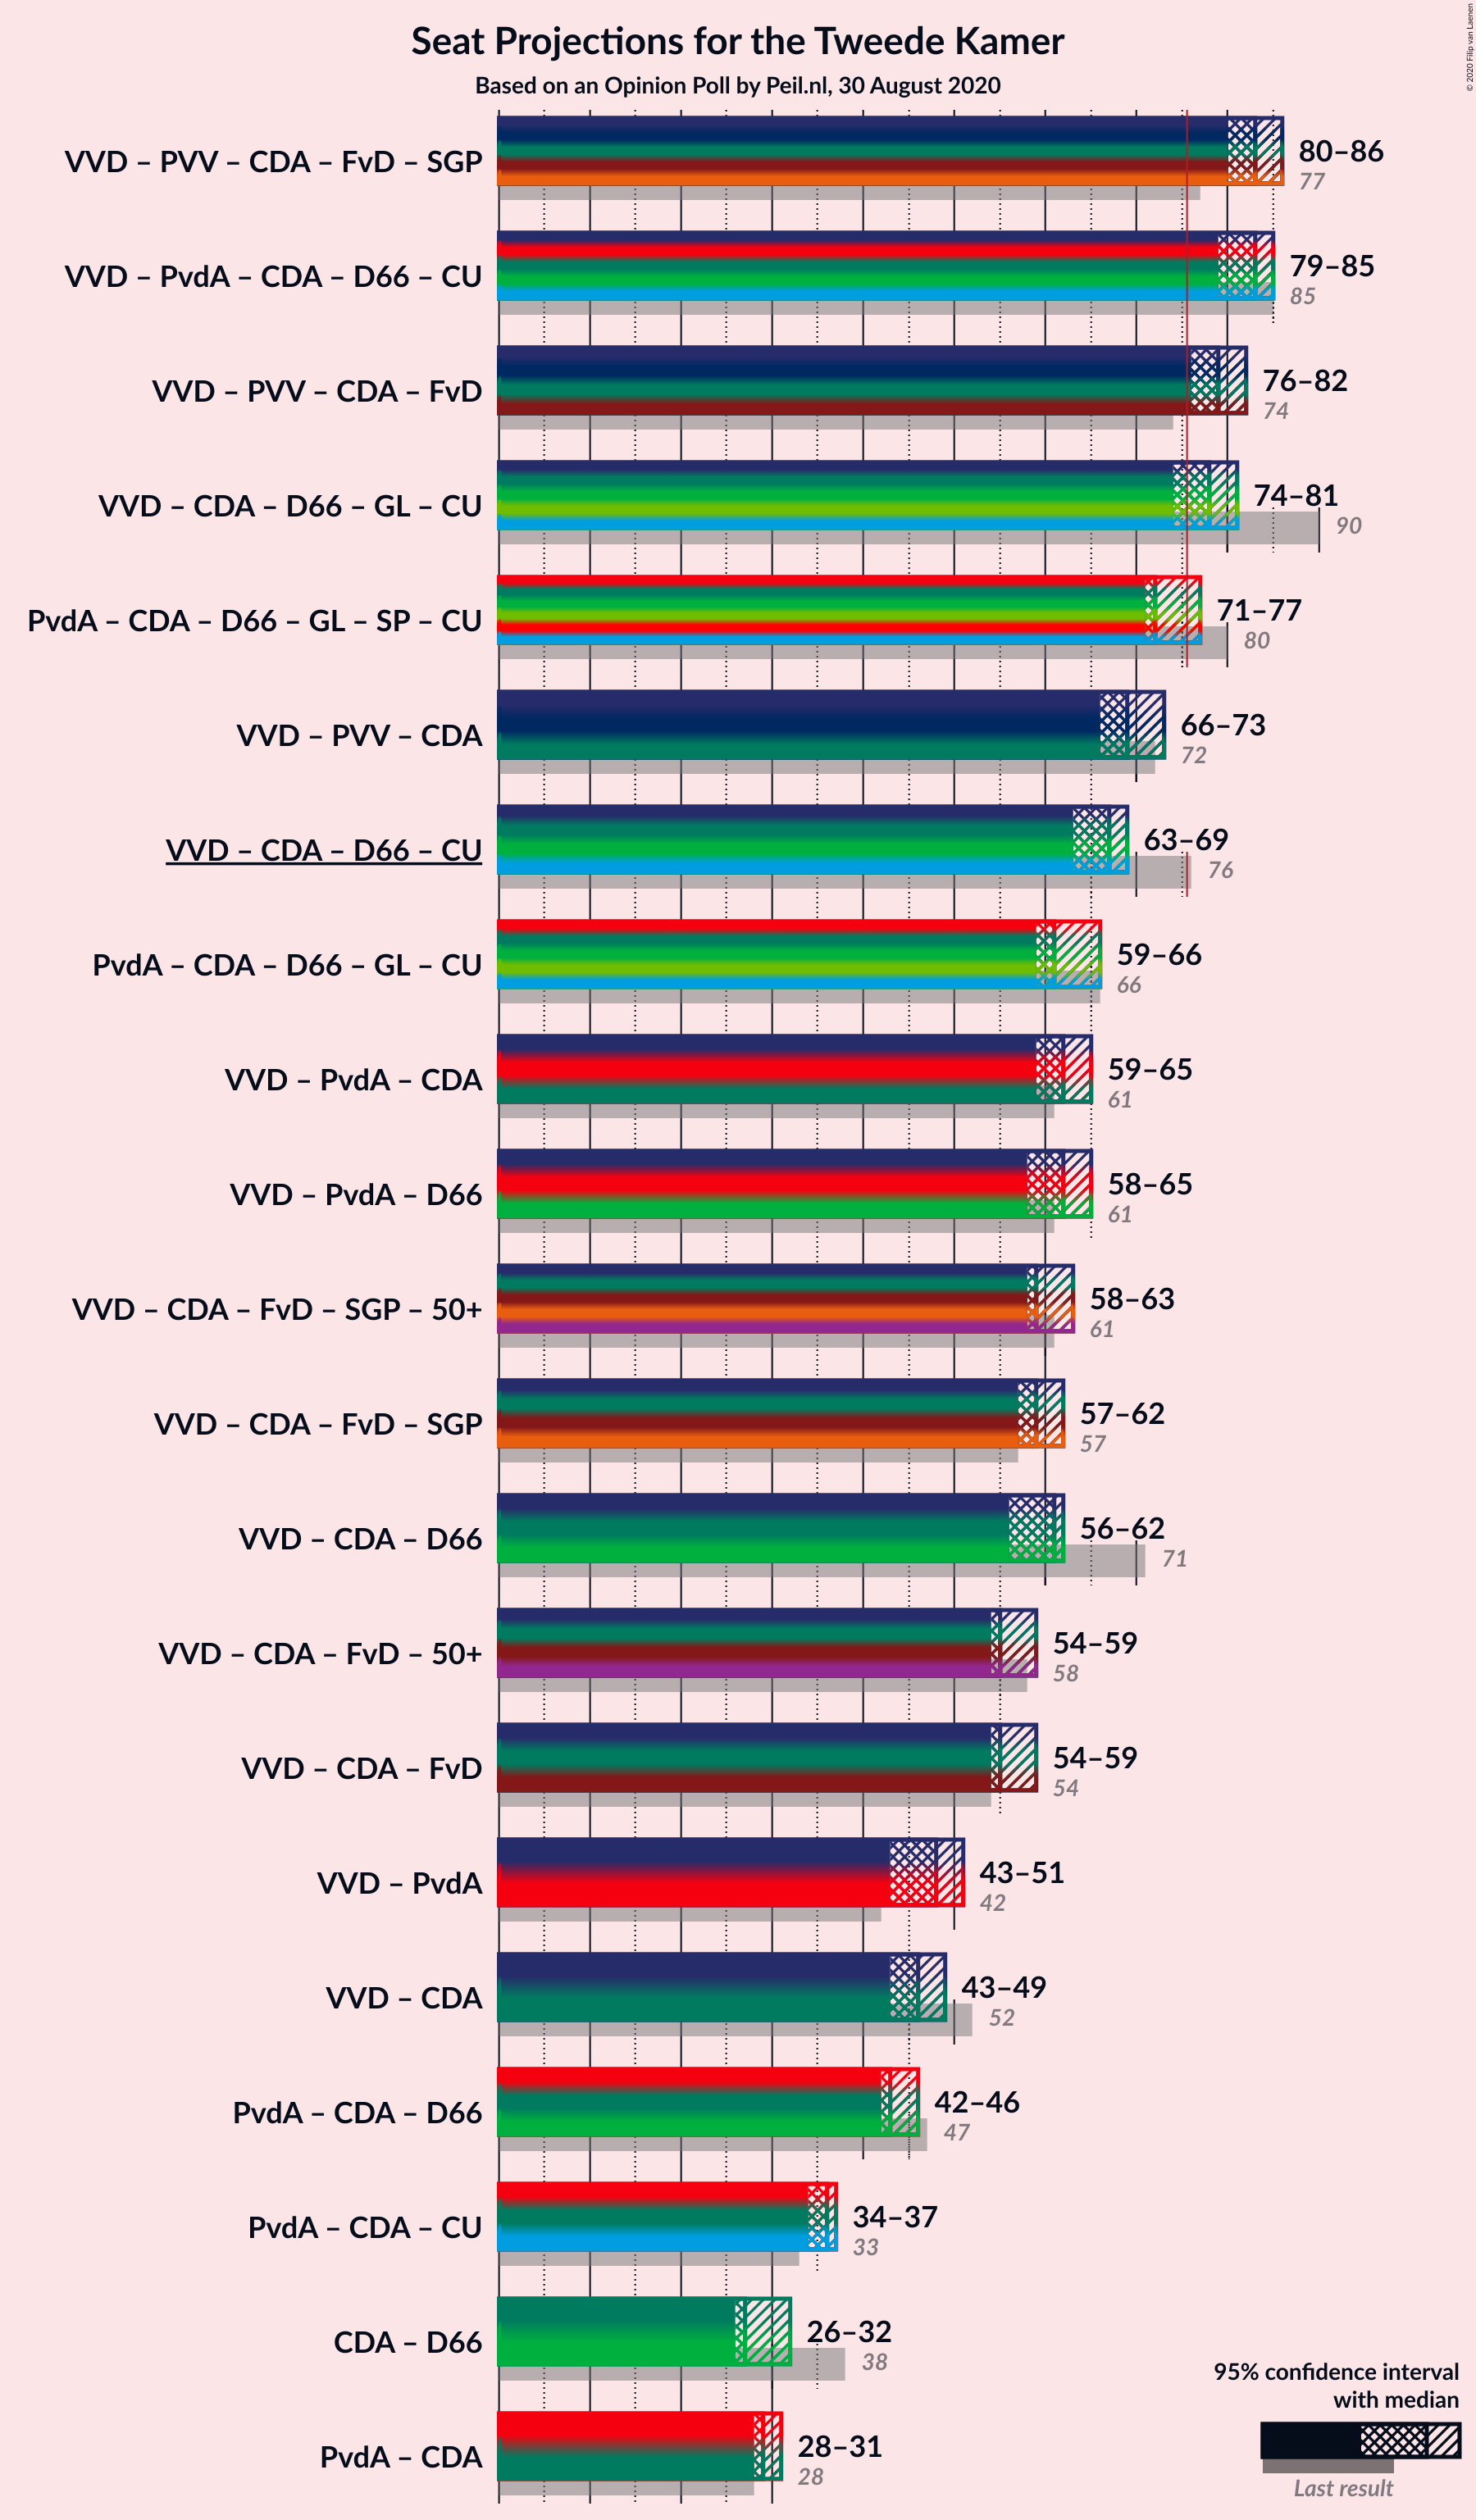 Seat Projections for the Tweede Kamer
Based on an Opinion Poll by Peil.nl, 30 August 2020
© 2020 Filip van Laenen
VVD – PVV – CDA – FvD – SGP
80–86
77
VVD – PvdA – CDA – D66 – CU
79–85
85
VVD – PVV – CDA – FvD
76–82
74
VVD – CDA – D66 – GL – CU
74–81
90
PvdA – CDA – D66 – GL – SP – CU
71–77
80
VVD – PVV – CDA
66–73
72
VVD – CDA – D66 – CU
63–69
76
PvdA – CDA – D66 – GL – CU
59–66
66
VVD – PvdA – CDA
59–65
61
VVD – PvdA – D66
58–65
61
VVD – CDA – FvD – SGP – 50+
58–63
61
VVD – CDA – FvD – SGP
57–62
57
VVD – CDA – D66
56–62
71
VVD – CDA – FvD – 50+
54–59
58
VVD – CDA – FvD
54–59
54
VVD – PvdA
43–51
42
VVD – CDA
43–49
52
PvdA – CDA – D66
42–46
47
PvdA – CDA – CU
34–37
33
CDA – D66
26–32
38
PvdA – CDA
28–31
28
95% confidence interval
with median
Last result